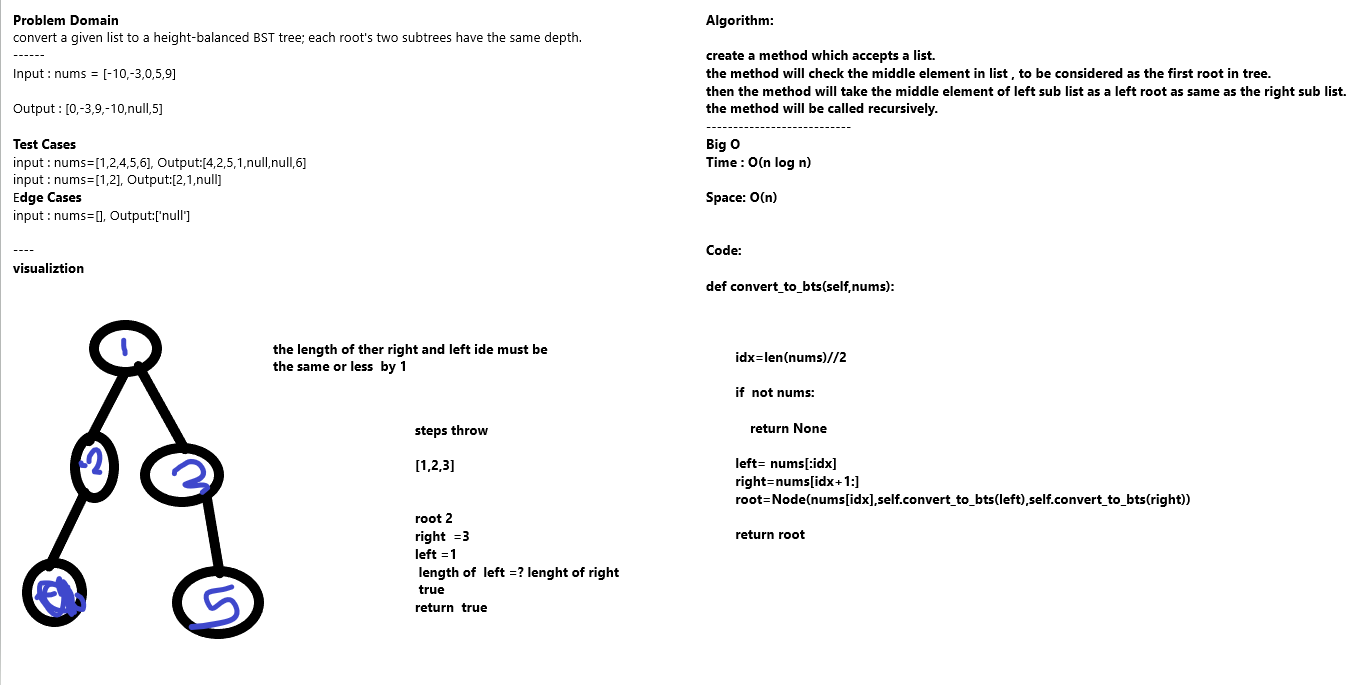 Problem Domain
convert a given list to a height-balanced BST tree; each root's two subtrees have the same depth.
------
Input : nums = [-10,-3,0,5,9]
Output : [0,-3,9,-10,null,5]
Test Cases
input : nums=[1,2,4,5,6], Output:[4,2,5,1,null,null,6]
input : nums=[1,2], Output:[2,1,null]
Edge Cases
input : nums=[], Output:['null']
----
visualiztion
1
-2
3
5
the length of ther right and left ide must be
the same or less by 1
steps throw
[1,2,3]
root 2
right =3
left =1
length of left =? lenght of right
true
return true
Algorithm:
create a method which accepts a list.
the method will check the middle element in list , to be considered as the first root in tree.
then the method will take the middle element of left sub list as a left root as same as the right sub list.
the method will be called recursively.
---------------------------
Big O
Time : O(n log n)
Space: O(n)
Code:
def convert_to_bts(self,nums):
idx=len(nums)//2
if not nums:
return None
left= nums[:idx]
right=nums[idx+1:]
root=Node(nums[idx],self.convert_to_bts(left),self.convert_to_bts(right))
return root